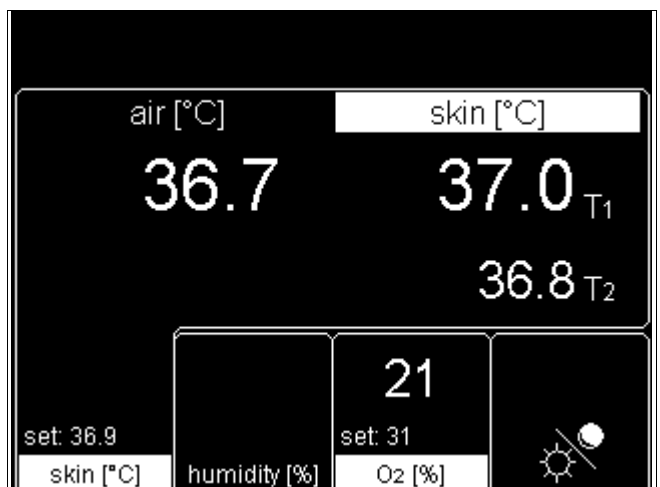 air [°C] skin [°C]
36.7 37.0 T1
36.8 T2
21
set: 36.9 set: 31
skin [°C] humidity [%] O2 [%]